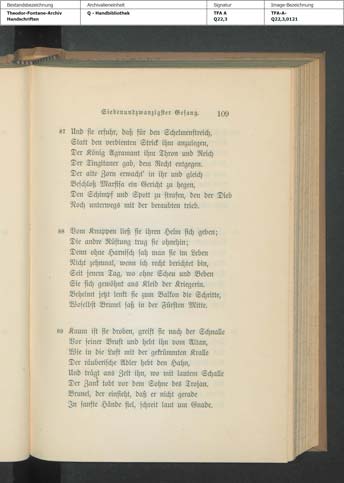 Bestandsbezeichnung
Archivalieneinheit
Signatur
Image-Bezeichnung
Theodor-Fontane-Archiv
Handschriften
Q - Handbibliothek
TFA A
Q22,3
TFA-A-
Q22,3,0121
Siebenundzwanzigster Gesang.
109
87 Und sie erfuhr, daß für den Schelmenstreich,
Statt den verdienten Strick ihm anzulegen,
Der König Agramant ihm Thron und Reich
Der Tingitaner gab, dem Recht entgegen.
Der alte Zorn erwacht' in ihr und gleich
Beschloß Marfisa ein Gericht zu hegen,
Den Schimpf und Spott zu strafen, den der Dieb
Noch unterwegs mit der beraubten trieb.
88 Vom Knappen ließ sie ihren Helm sich geben;
Die andre Rüstung trug sie ohnehin;
Denn ohne Harnisch sah man sie im Leben
Nicht zehnmal, wenn ich recht berichtet bin,
Seit jenem Tag, wo ohne Scheu und Beben
Sie sich gewöhnt ans Kleid der Kriegerin.
Behelmt jetzt lenkt sie zum Balkon die Schritte,
Woselbst Brunel saß in der Fürsten Mitte.
89 Kaum ist sie droben, greift sie nach der Schnalle
Vor seiner Brust und hebt ihn vom Altan,
Wie in die Luft mit der gekrümmten Kralle
Der räuberische Adler hebt den Hahn,
Und trägt ans Zelt ihn, wo mit lautem Schalle
Der Zank tobt vor dem Sohne des Trojan.
Brunel, der einsieht, daß er nicht gerade
In sanfte Hände fiel, schreit laut um Gnade.